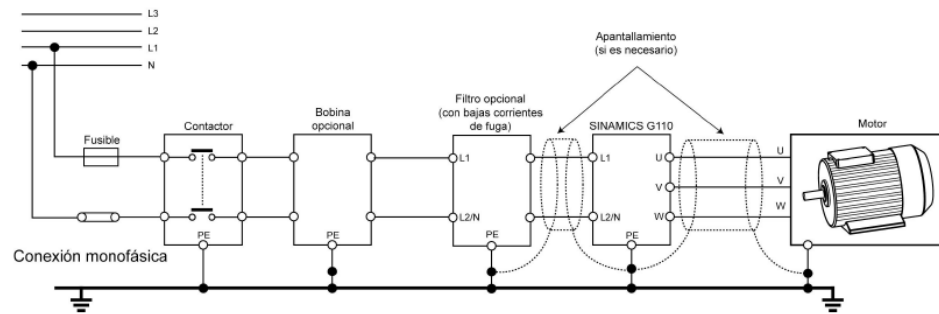 L3
L2
L1
N
Apantallamiento
(si es necesario)
Fusible
Contactor
Bobina
opcional
Filtro opcional
(con bajas corrientes
de fuga)
SINAMICS G110
Motor
L1
L1
U
U
V
V
L2/N
L2/N
W
W
PE
PE
PE
PE
Conexión monofásica